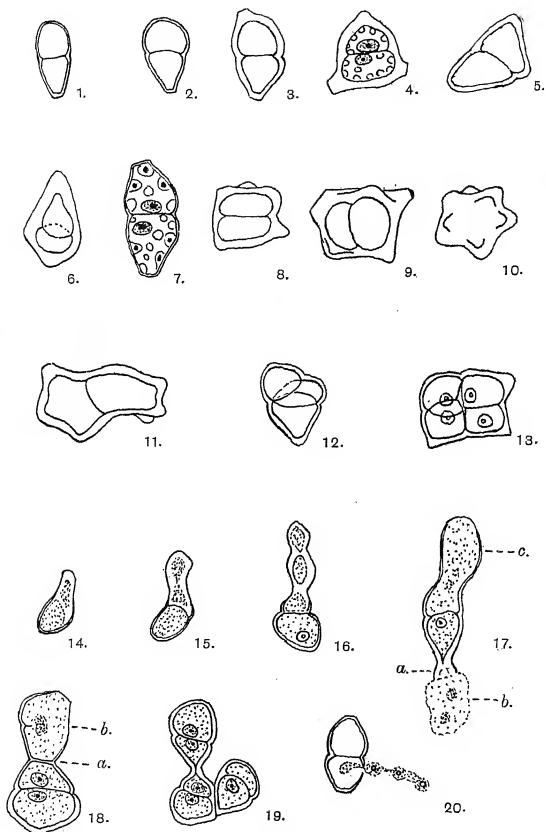 1. 2. 3. 4. 5.
6. 7. 8. 9. 10.
11. 12. 13.
14. 15. 16. 17. c.
a. b.
18. b. a. 19. 20.